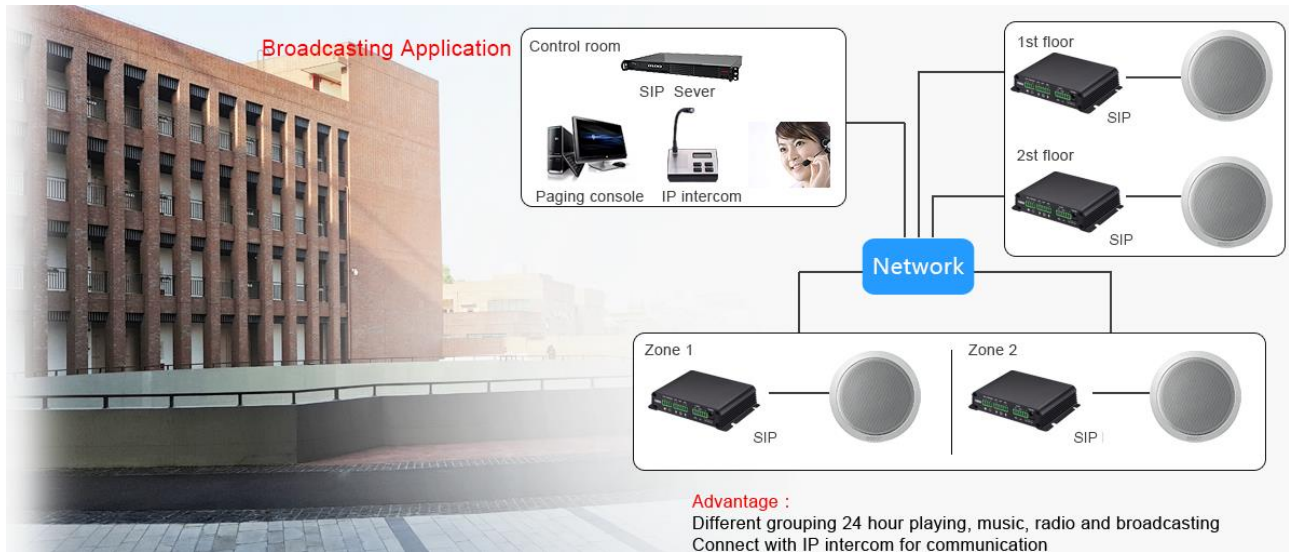 Broadcasting Application
Control room
SIP Sever
Paging console
IP intercom
1st floor
SIP
2st floor
SIP
Network
Zone 1
SIP
Zone 2
SIP
Advantage :
Different grouping 24 hour playing, music, radio and broadcasting
Connect with IP intercom for communication